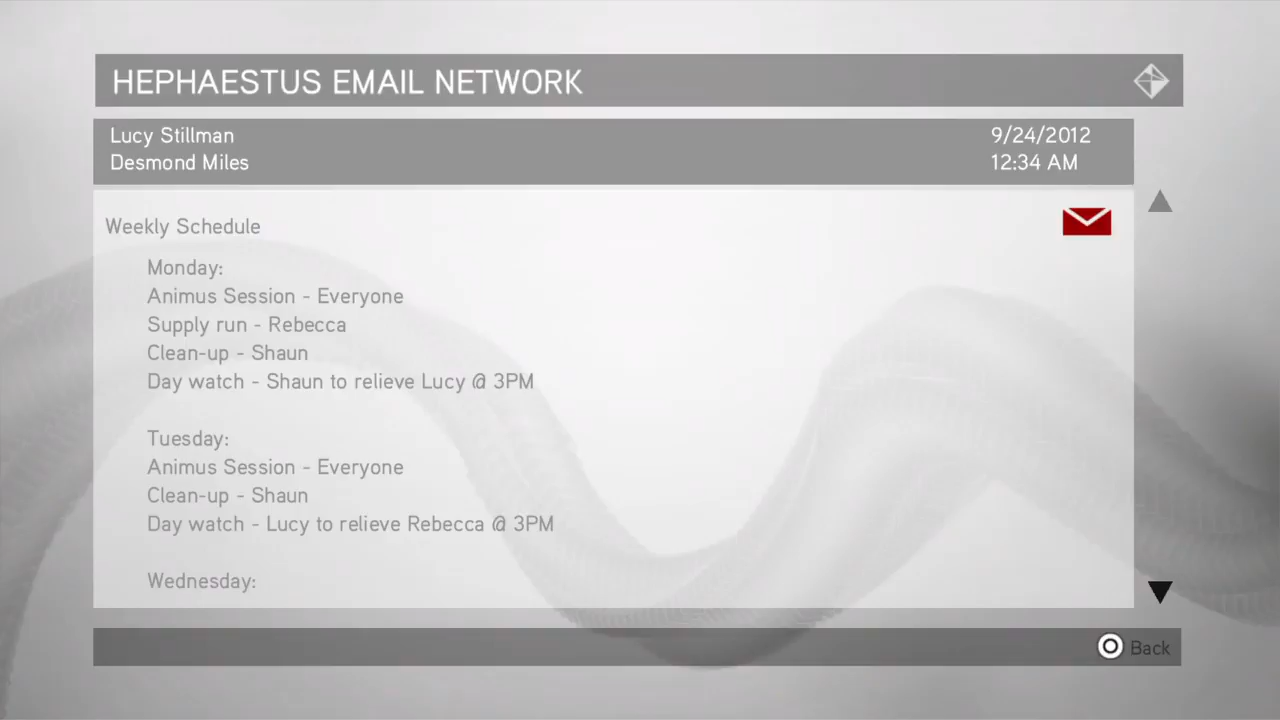 HEPHAESTUS EMAIL NETWORK
Lucy Stillman 9/24/2012
Desmond Miles 12:34 AM
Weekly Schedule
Monday:
Animus Session - Everyone
Supply run - Rebecca
Clean-up - Shaun
Day watch - Shaun to relieve Lucy @ 3PM
Tuesday:
Animus Session - Everyone
Clean-up - Shaun
Day watch - Lucy to relieve Rebecca @ 3PM
Wednesday:
Back